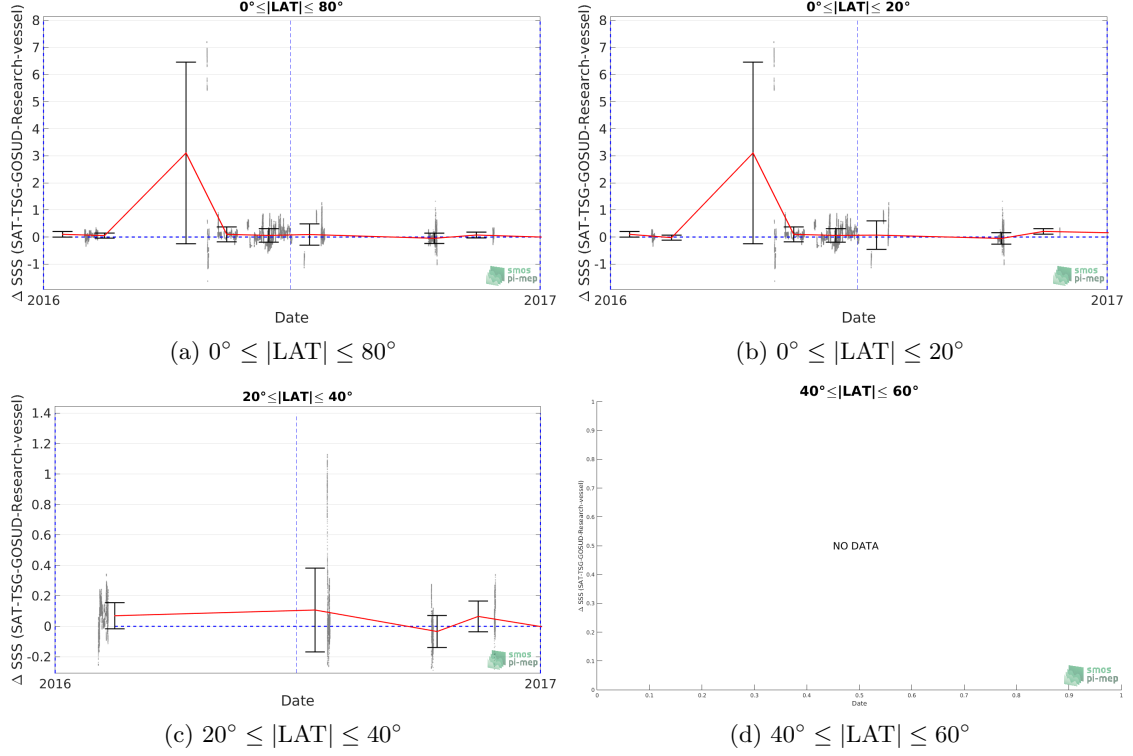 0°≤|LAT|≤ 80°
Δ SSS (SAT-TSG-GOSUD-Research-vessel)
8
7
6
5
4
3
2
1
0
-1
2016
2017
Date
smos
pi-mep
(a) 0° ≤ |LAT| ≤ 80°
0°≤|LAT|≤ 20°
Δ SSS (SAT-TSG-GOSUD-Research-vessel)
8
7
6
5
4
3
2
1
0
-1
2016
2017
Date
smos
pi-mep
(b) 0° ≤ |LAT| ≤ 20°
20°≤|LAT|≤ 40°
Δ SSS (SAT-TSG-GOSUD-Research-vessel)
1.4
1.2
1
0.8
0.6
0.4
0.2
0
-0.2
2016
2017
Date
smos
pi-mep
(c) 20° ≤ |LAT| ≤ 40°
40°≤|LAT|≤ 60°
Δ SSS (SAT-TSG-GOSUD-Research-vessel)
1
0.9
0.8
0.7
0.6
0.5
0.4
0.3
0.2
0.1
0
NO DATA
0 0.1 0.2 0.3 0.4 0.5 0.6 0.7 0.8 0.9 1
Date
smos
pi-mep
(d) 40° ≤ |LAT| ≤ 60°